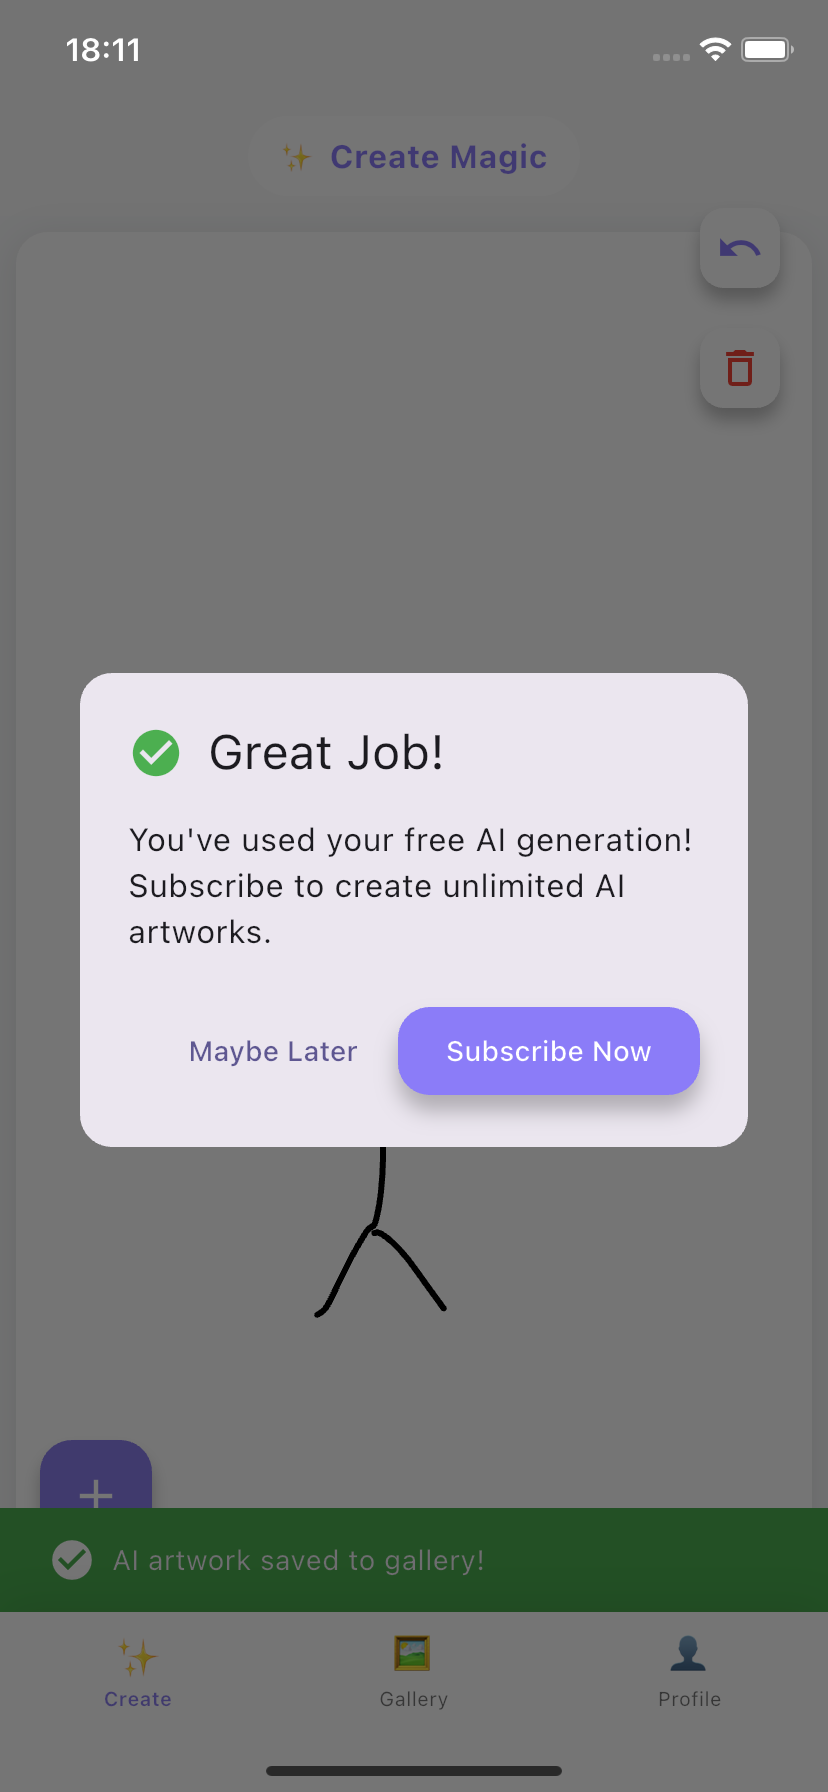 18:11
Create Magic
Great Job!
You've used your free AI generation!
Subscribe to create unlimited AI
artworks.
Maybe Later
Subscribe Now
AI artwork saved to gallery!
Create
Gallery
Profile